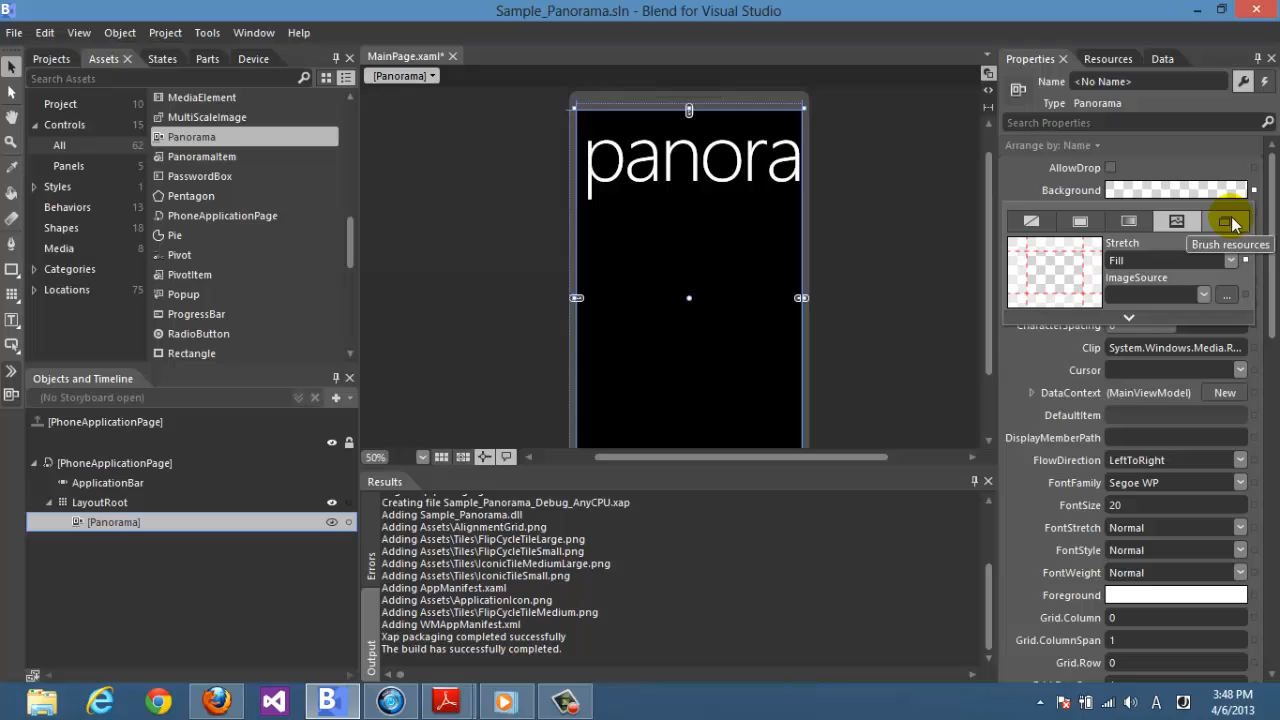 Sample_Panorama.sln - Blend for Visual Studio
File Edit View Object Project Tools Window Help
Projects Assets States Parts Device
Search Assets
Project 10
Controls 15
All 62
Panels 5
Styles
Behaviors 13
Shapes 18
Media 8
Categories
Locations
MediaElement
MultiScaleImage
Panorama
PanoramaItem
PasswordBox
Pentagon
PhoneApplicationPage
Pie
Pivot
PivotItem
Popup
ProgressBar
RadioButton
Rectangle
Objects and Timeline
(No Storyboard open)
[PhoneApplicationPage]
[PhoneApplicationPage]
ApplicationBar
LayoutRoot
[Panorama]
MainPage.xaml*
[Panorama]
panora
50%
Results
Errors
Output
Creating file Sample_Panorama_Debug_AnyCPU.xap
Adding Sample_Panorama.dll
Adding Assets\AlignmentGrid.png
Adding Assets\Tiles\FlipCycleTileLarge.png
Adding Assets\Tiles\FlipCycleTileSmall.png
Adding Assets\Tiles\IconicTileMediumLarge.png
Adding Assets\Tiles\IconicTileSmall.png
Adding AppManifest.xaml
Adding Assets\ApplicationIcon.png
Adding Assets\Tiles\FlipCycleTileMedium.png
Adding WMAppManifest.xml
Xap packaging completed successfully
The build has successfully completed.
Properties Resources Data
Name <No Name>
Type Panorama
Search Properties
Arrange by: Name
AllowDrop
Background
Brush resources
Stretch
Fill
ImageSource
...
CharacterSpacing 0
Clip System.Windows.Media.R...
Cursor
DataContext (MainViewModel) New
DefaultItem
DisplayMemberPath
FlowDirection LeftToRight
FontFamily Segoe WP
FontSize 20
FontStretch Normal
FontStyle Normal
FontWeight Normal
Foreground
Grid.Column 0
Grid.ColumnSpan 1
Grid.Row 0
3:48 PM
4/6/2013